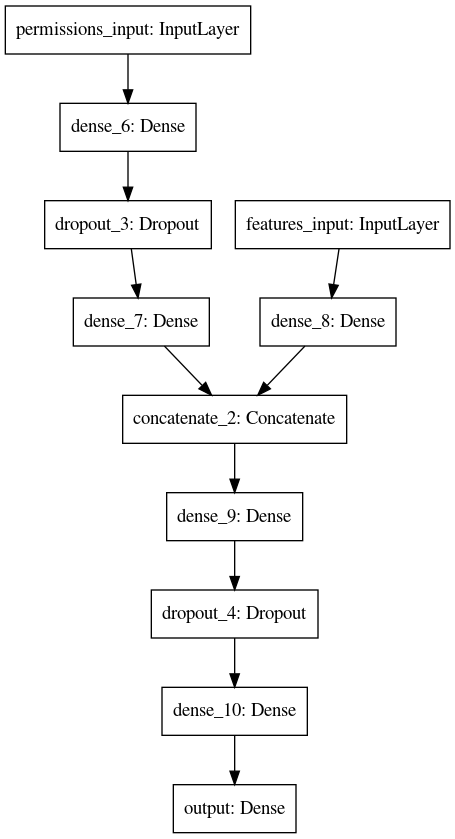 permissions_input: InputLayer
dense_6: Dense
dropout_3: Dropout
features_input: InputLayer
dense_7: Dense
dense_8: Dense
concatenate_2: Concatenate
dense_9: Dense
dropout_4: Dropout
dense_10: Dense
output: Dense